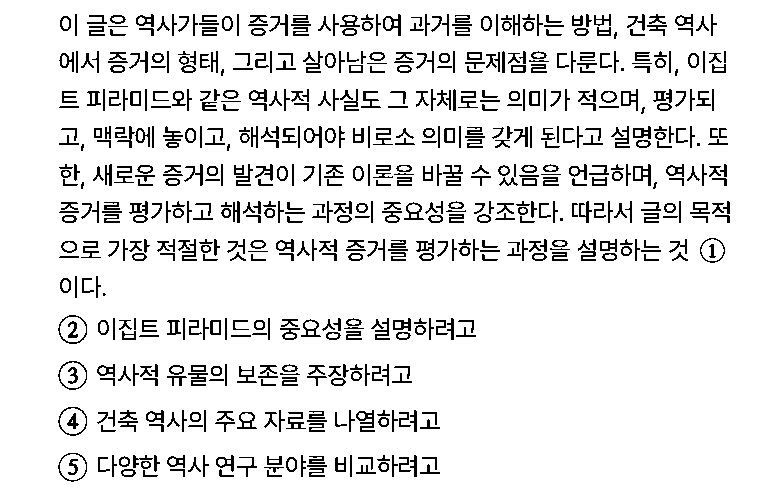 이 글은 역사가들이 증거를 사용하여 과거를 이해하는 방법, 건축 역사
에서 증거의 형태, 그리고 살아남은 증거의 문제점을 다룬다. 특히, 이집
트 피라미드와 같은 역사적 사실도 그 자체로는 의미가 적으며, 평가되
고, 맥락에 놓이고, 해석되어야 비로소 의미를 갖게 된다고 설명한다. 또
한, 새로운 증거의 발견이 기존 이론을 바꿀 수 있음을 언급하며, 역사적
증거를 평가하고 해석하는 과정의 중요성을 강조한다. 따라서 글의 목적
으로 가장 적절한 것은 역사적 증거를 평가하는 과정을 설명하는 것 ①
이다.
② 이집트 피라미드의 중요성을 설명하려고
③ 역사적 유물의 보존을 주장하려고
④ 건축 역사의 주요 자료를 나열하려고
⑤ 다양한 역사 연구 분야를 비교하려고